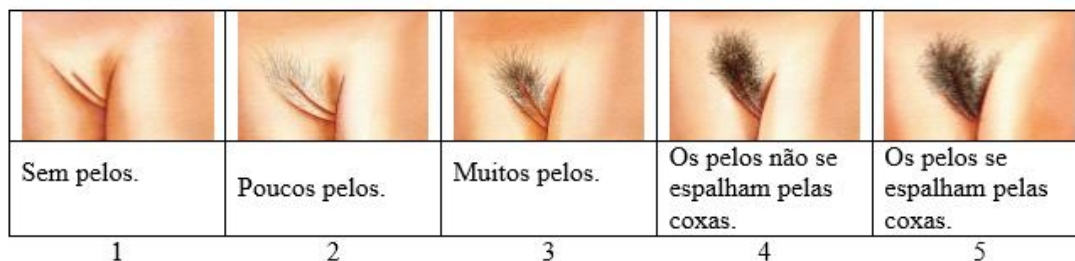 Sem pelos.
Poucos pelos.
Muitos pelos.
Os pelos não se
espalham pelas
coxas.
Os pelos se
espalham pelas
coxas.
1
2
3
4
5